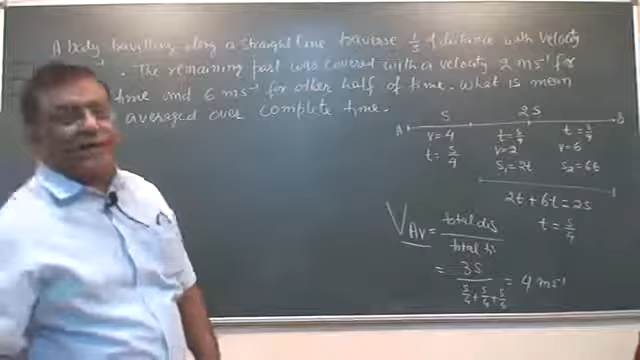 A body travelling along a straight line traverse 1/3 of distance with velocity
ms⁻¹. The remaining part was covered with a velocity 2 ms⁻¹ for
time and 6 ms⁻¹ for other half of time. What is mean
averaged over complete time.
S 2S
A B
v=4 t=S/4 t=S/4
t=S/4 v=2 v=6
S₁=2t S₂=6t
2t+6t=2S
t=S/4
V_Av = total dis / total ti
= 3S / (S/4+S/4+S/4) = 4 ms⁻¹